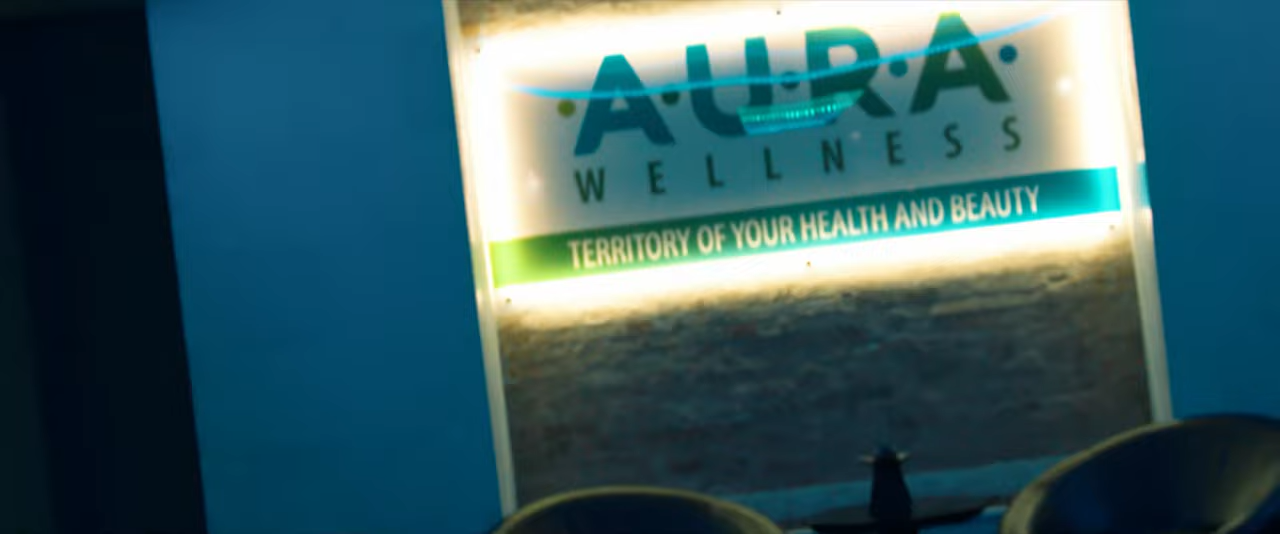 A·U·R·A
WELLNESS
TERRITORY OF YOUR HEALTH AND BEAUTY